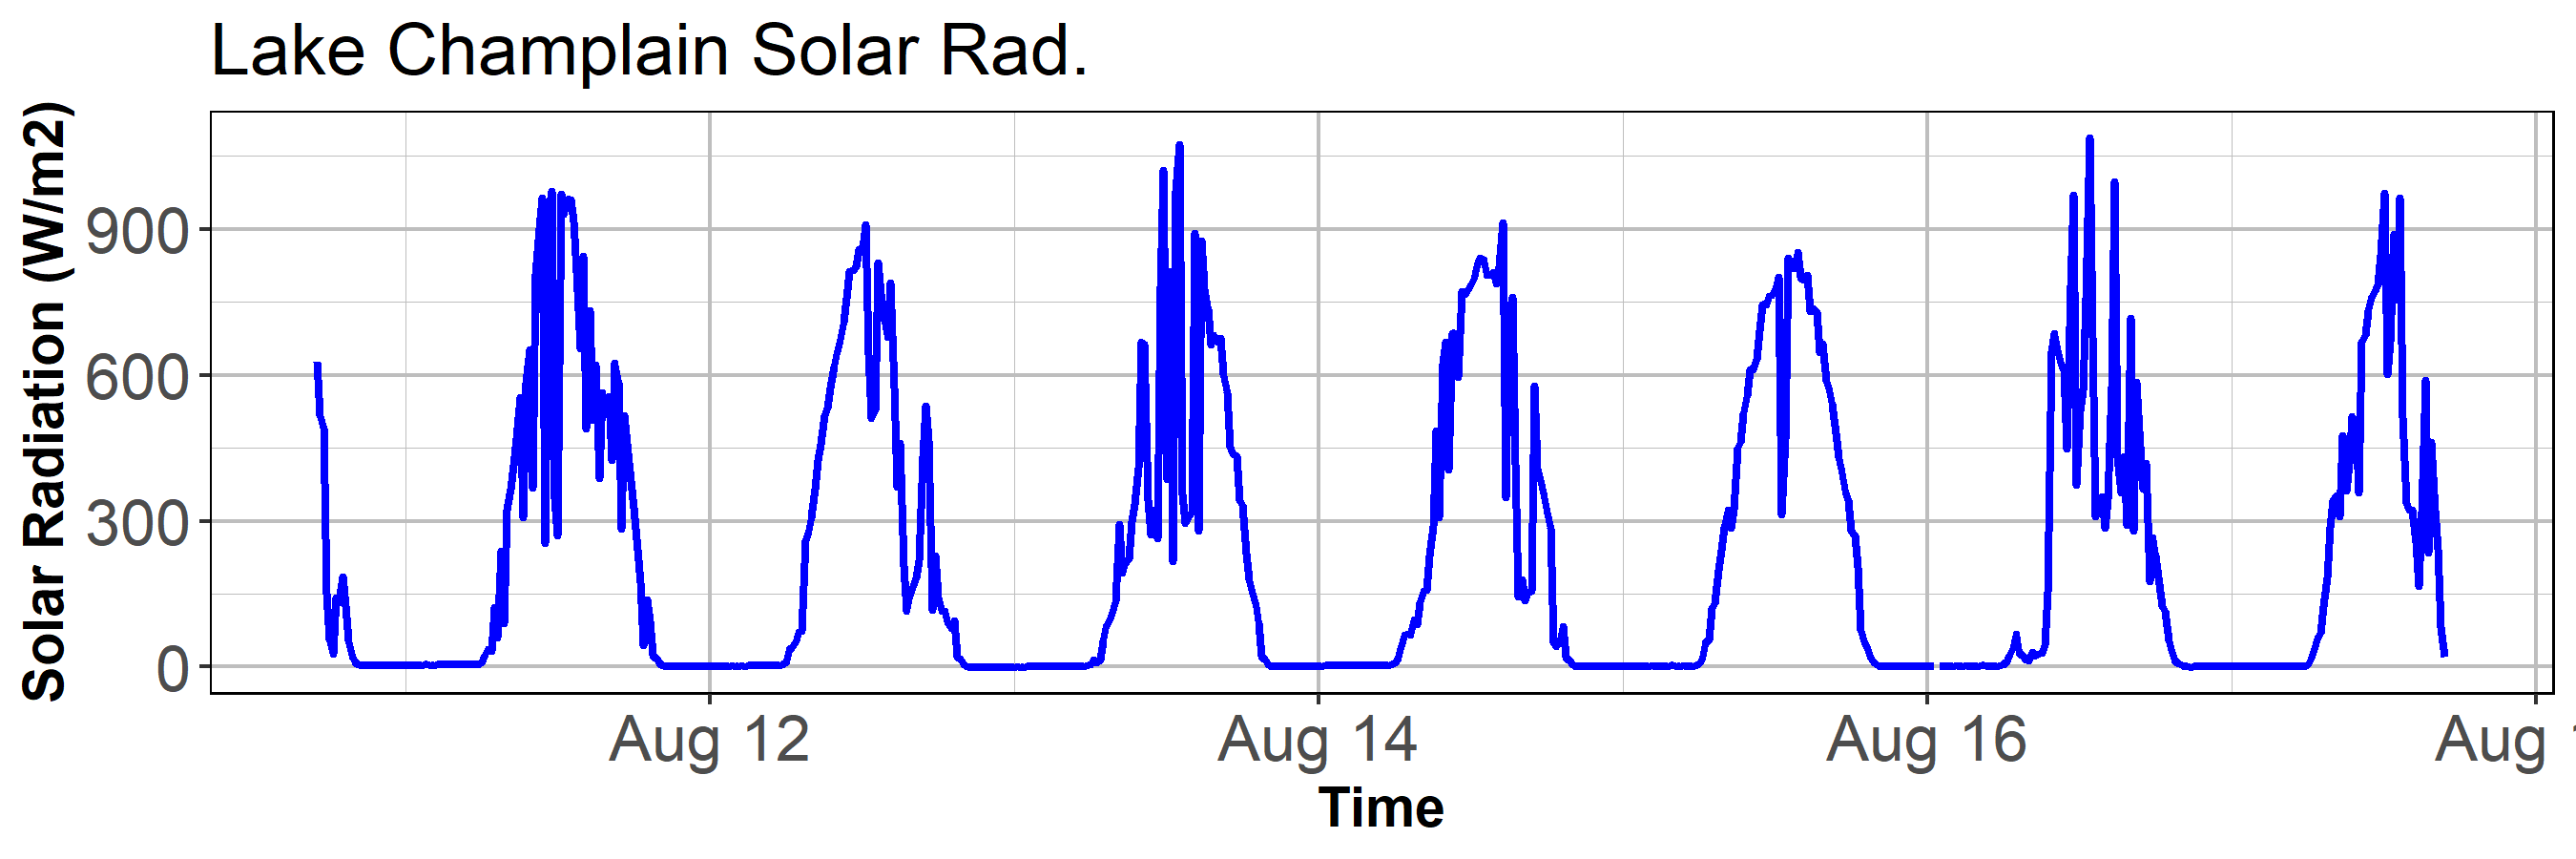 Lake Champlain Solar Rad.
Solar Radiation (W/m2)
900
600
300
0
Aug 12 Aug 14 Aug 16 Aug
Time